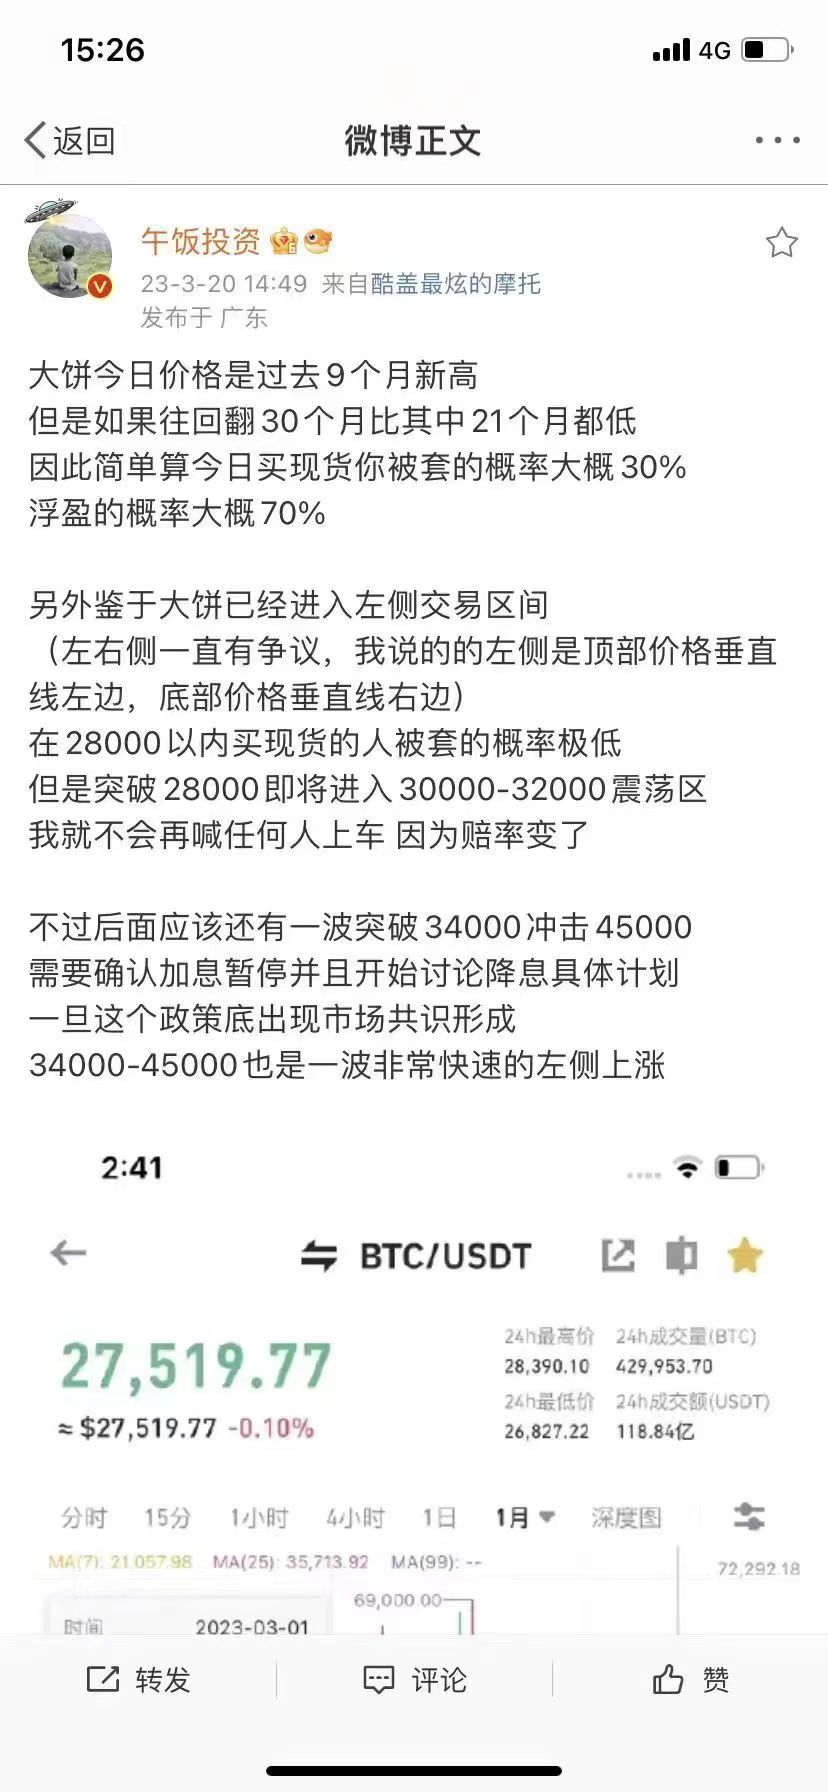 15:26
4G
返回
微博正文
午饭投资
23-3-20 14:49 来自酷盖最炫的摩托
发布于 广东
大饼今日价格是过去9个月新高
但是如果往回翻30个月比其中21个月都低
因此简单算今日买现货你被套的概率大概30%
浮盈的概率大概70%
另外鉴于大饼已经进入左侧交易区间
（左右侧一直有争议，我说的的左侧是顶部价格垂直
线左边，底部价格垂直线右边）
在28000以内买现货的人被套的概率极低
但是突破28000即将进入30000-32000震荡区
我就不会再喊任何人上车 因为赔率变了
不过后面应该还有一波突破34000冲击45000
需要确认加息暂停并且开始讨论降息具体计划
一旦这个政策底出现市场共识形成
34000-45000也是一波非常快速的左侧上涨
2:41
BTC/USDT
27,519.77
≈ $27,519.77 -0.10%
24h最高价 24h成交量(BTC)
28,390.10 429,953.70
24h最低价 24h成交额(USDT)
26,827.22 118.84亿
分时 15分 1小时 4小时 1日 1月 深度图
MA(7): 21,057.98 MA(25): 35,713.92 MA(99): --
72,292.18
69,000.00
时间 2023-03-01
转发 评论 赞